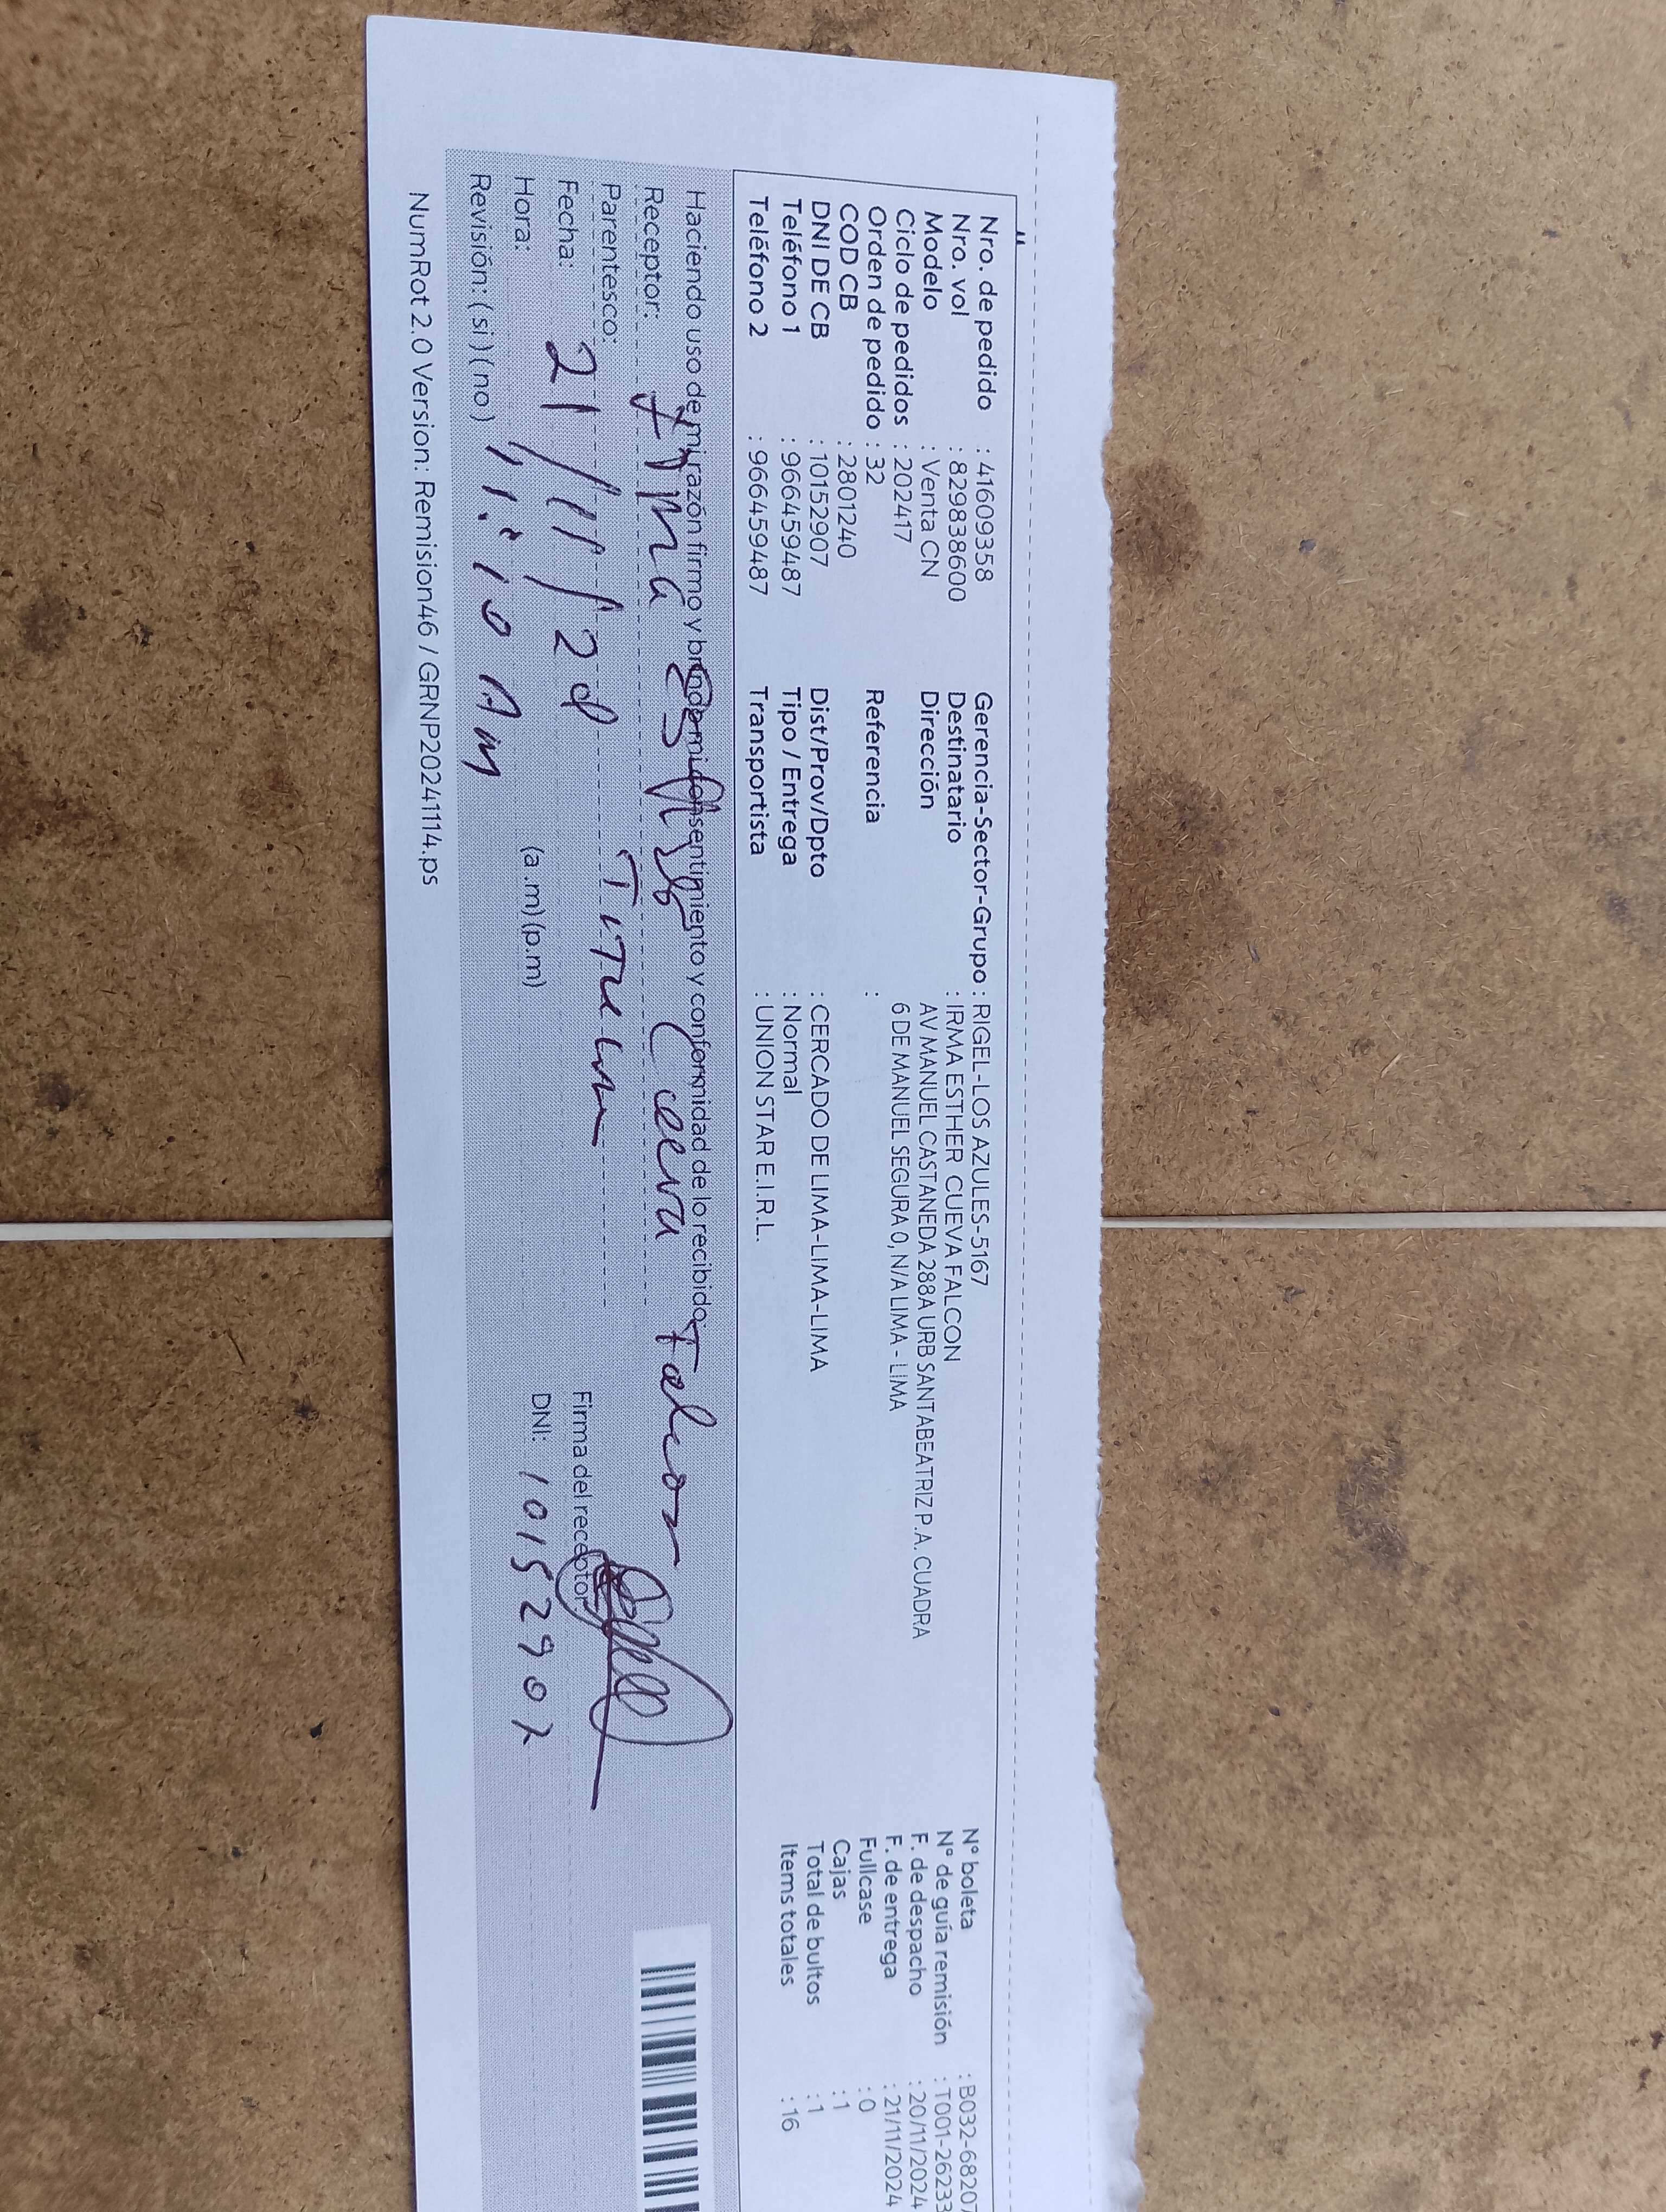 Nro. de pedido : 41609358 Gerencia-Sector-Grupo : RIGEL-LOS AZULES-5167 N° boleta : B032-68207
Nro. vol : 829838600 Destinatario : IRMA ESTHER CUEVA FALCON N° de guía remisión : T001-26233
Modelo : Venta CN Dirección AV MANUEL CASTANEDA 288A URB SANTABEATRIZ P.A. CUADRA F. de despacho : 20/11/2024
Ciclo de pedidos : 202417 6 DE MANUEL SEGURA 0, N/A LIMA - LIMA F. de entrega : 21/11/2024
Orden de pedido : 32 Referencia : Fullcase : 0
COD CB : 2801240 Cajas : 1
DNI DE CB : 10152907 Dist/Prov/Dpto : CERCADO DE LIMA-LIMA-LIMA Total de bultos : 1
Teléfono 1 : 966459487 Tipo / Entrega : Normal Items totales : 16
Teléfono 2 : 966459487 Transportista : UNION STAR E.I.R.L.
Haciendo uso de mi razón firmo y brindo mi consentimiento y conformidad de lo recibido:
Receptor: Irma Cueva Falcon
Parentesco: Titular
Fecha: 21/11/24 Firma del receptor
Hora: 11:10 AM (a.m) (p.m) DNI: 10152907
Revisión: ( si ) ( no )
NumRot 2.0 Version: Remision46 / GRNP20241114.ps